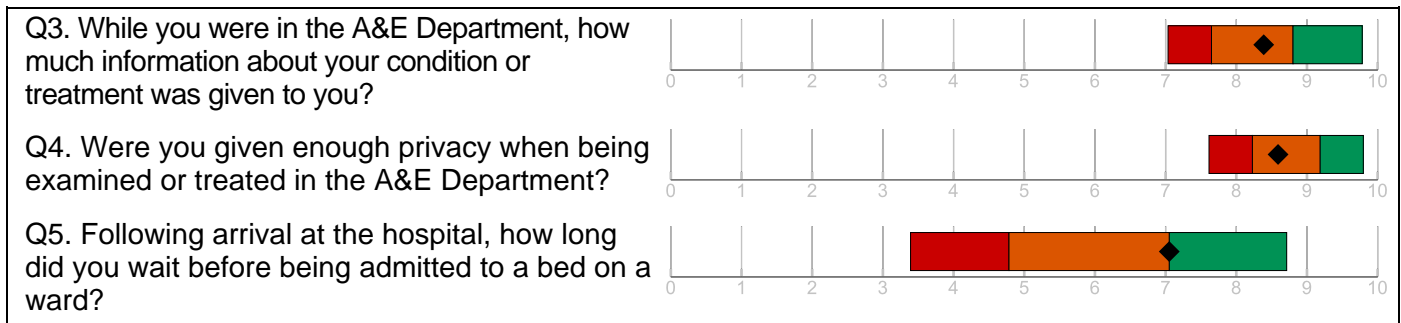 Q3. While you were in the A&E Department, how
much information about your condition or
treatment was given to you?
0 1 2 3 4 5 6 7 8 9 10
Q4. Were you given enough privacy when being
examined or treated in the A&E Department?
0 1 2 3 4 5 6 7 8 9 10
Q5. Following arrival at the hospital, how long
did you wait before being admitted to a bed on a
ward?
0 1 2 3 4 5 6 7 8 9 10